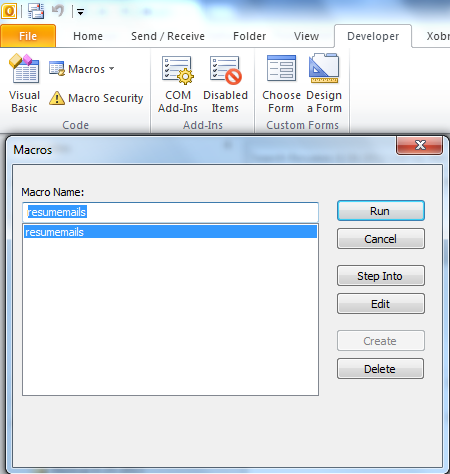 File Home Send / Receive Folder View Developer Xobn
Visual Basic
Macros
Macro Security
Code
COM Add-Ins
Disabled Items
Add-Ins
Choose Form
Design a Form
Custom Forms
Macros
Macro Name:
resumemails
resumemails
Run
Cancel
Step Into
Edit
Create
Delete